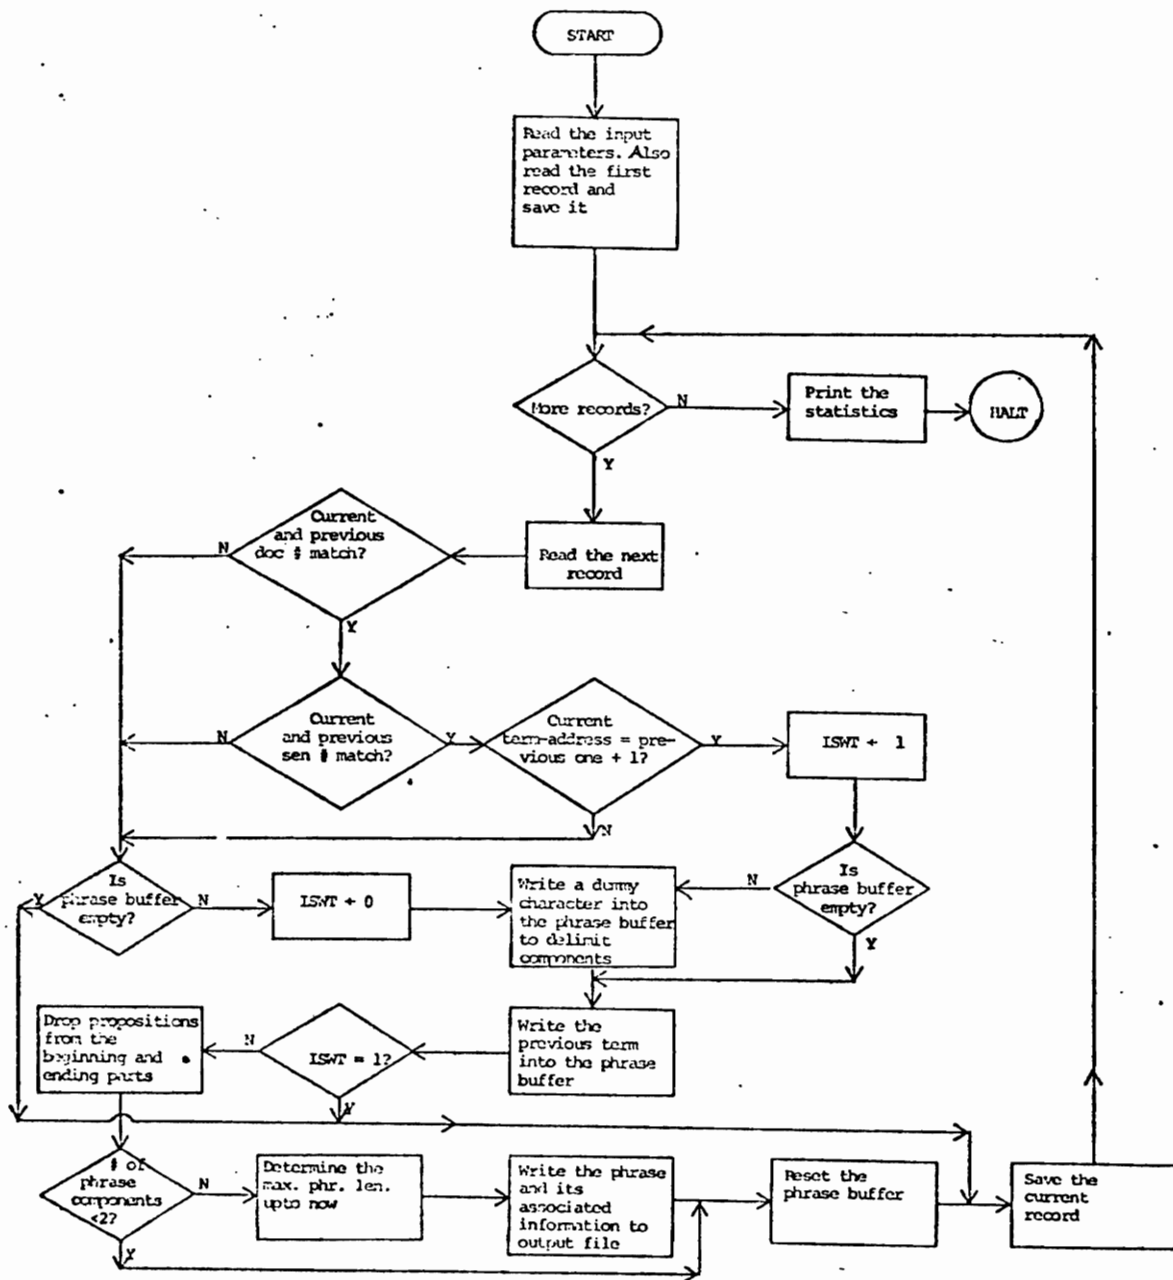 START
Read the input
parameters. Also
read the first
record and
save it
More records?
N
Print the
statistics
HALT
Y
Current
and previous
doc # match?
N
Read the next
record
Y
Current
and previous
sen # match?
N
Y
Current
term-address = pre-
vious one + 1?
Y
ISWT ← 1
N
Is
phrase buffer
empty?
Y
N
ISWT ← 0
Write a dummy
character into
the phrase buffer
to delimit
components
N
Is
phrase buffer
empty?
Y
Drop propositions
from the
beginning and
ending parts
N
ISWT = 1?
Y
Write the
previous term
into the phrase
buffer
# of
phrase
components
<2?
N
Y
Determine the
max. phr. len.
upto now
Write the phrase
and its
associated
information to
output file
Reset the
phrase buffer
Save the
current
record